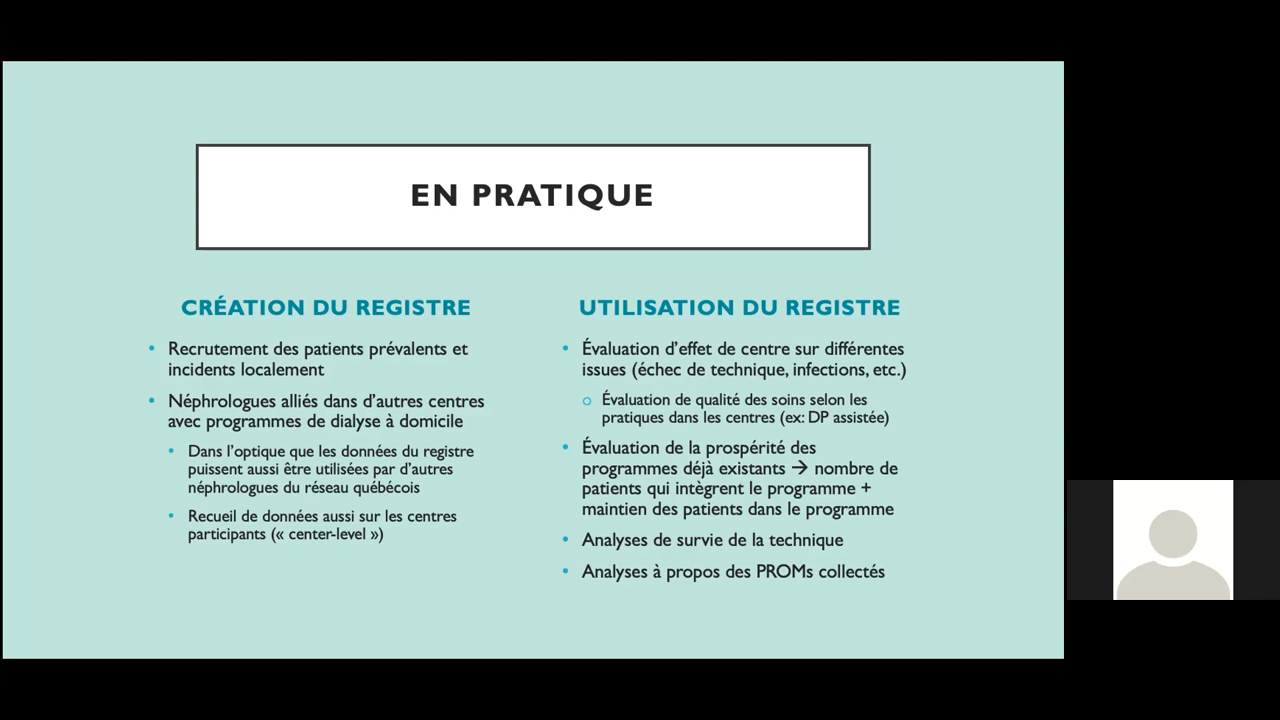 EN PRATIQUE
CRÉATION DU REGISTRE
• Recrutement des patients prévalents et
incidents localement
• Néphrologues alliés dans d’autres centres
avec programmes de dialyse à domicile
• Dans l’optique que les données du registre
puissent aussi être utilisées par d’autres
néphrologues du réseau québécois
• Recueil de données aussi sur les centres
participants (« center-level »)
UTILISATION DU REGISTRE
• Évaluation d’effet de centre sur différentes
issues (échec de technique, infections, etc.)
o Évaluation de qualité des soins selon les
pratiques dans les centres (ex: DP assistée)
• Évaluation de la prospérité des
programmes déjà existants → nombre de
patients qui intègrent le programme +
maintien des patients dans le programme
• Analyses de survie de la technique
• Analyses à propos des PROMs collectés